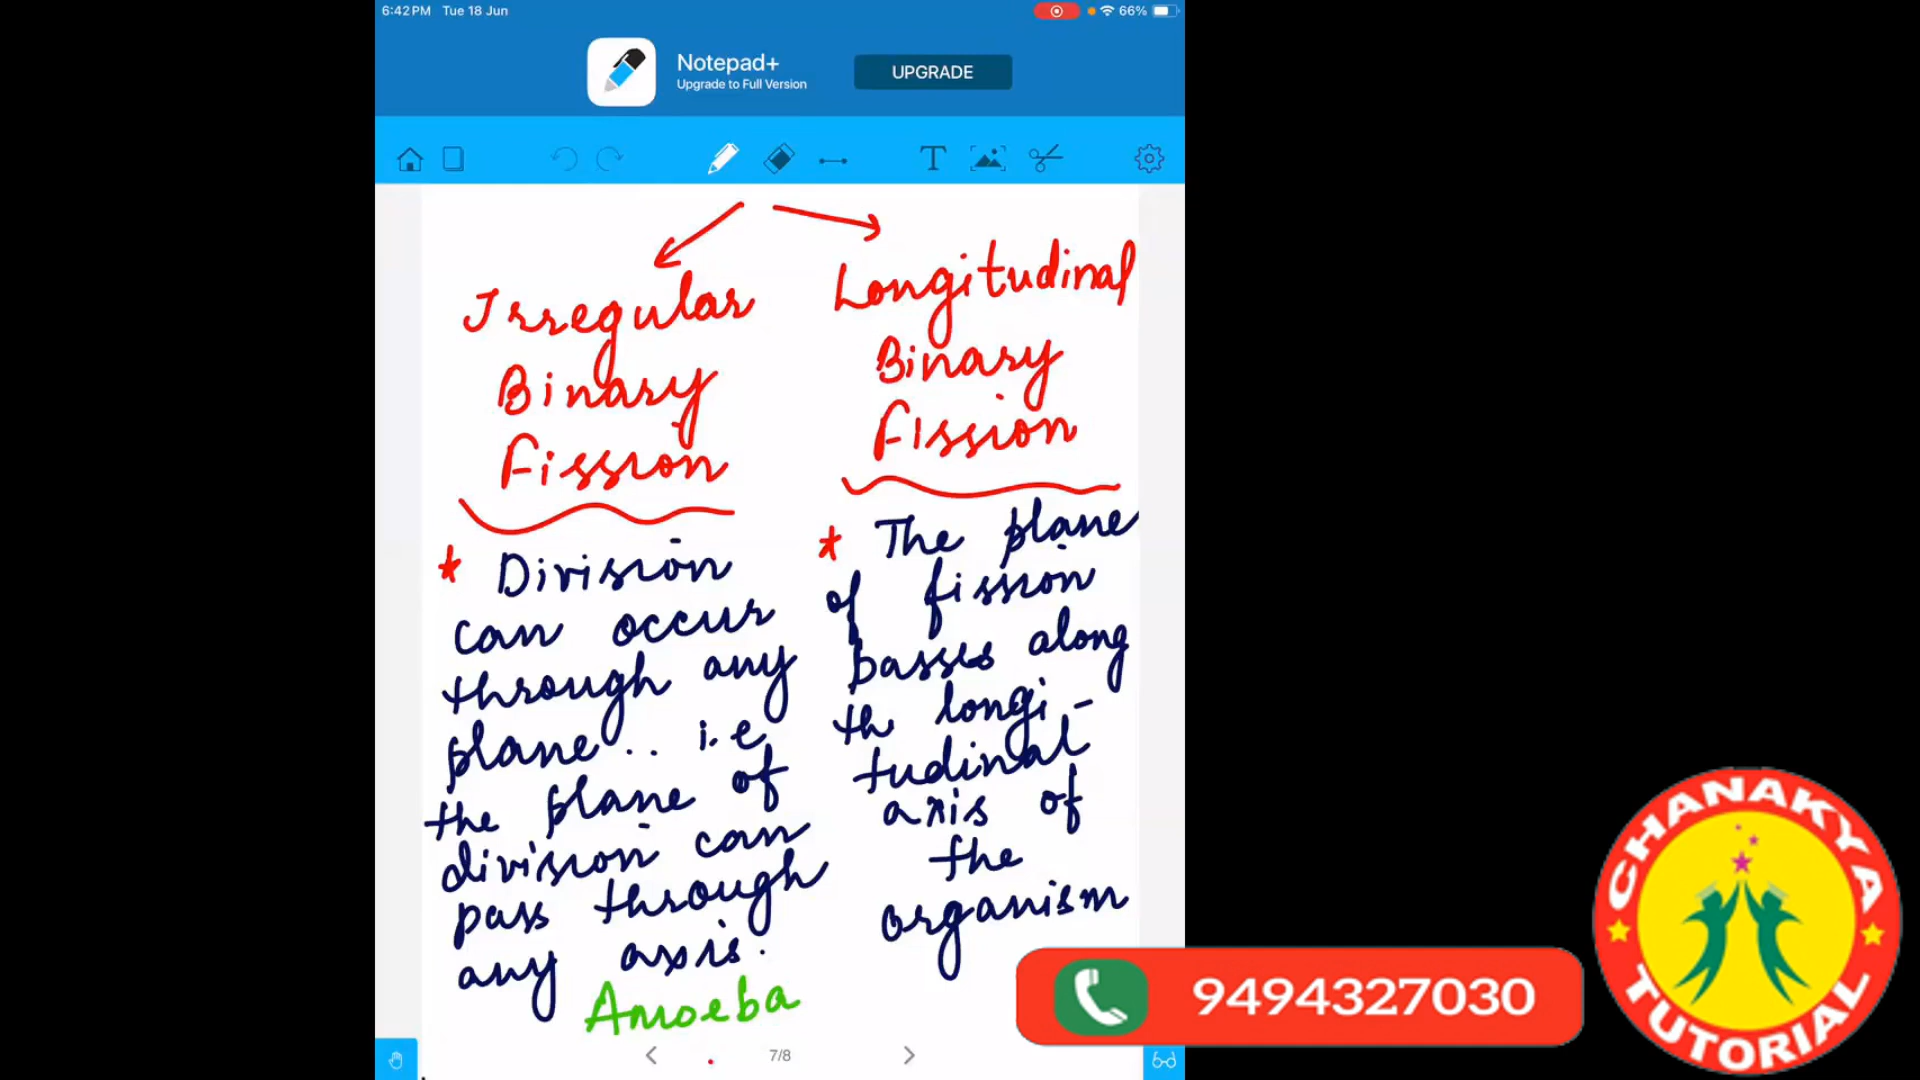 6:42 PM Tue 18 Jun
66%
Notepad+
Upgrade to Full Version
UPGRADE
T
Irregular
Binary
Fission
* Division
can occur
through any
plane.. i.e
the plane of
division can
pass through
any axis.
Amoeba
Longitudinal
Binary
Fission
* The plane
of fission
passes along
th longi-
tudinal
axis of
the
organism
7/8
9494327030
CHANAKYA
TUTORIAL